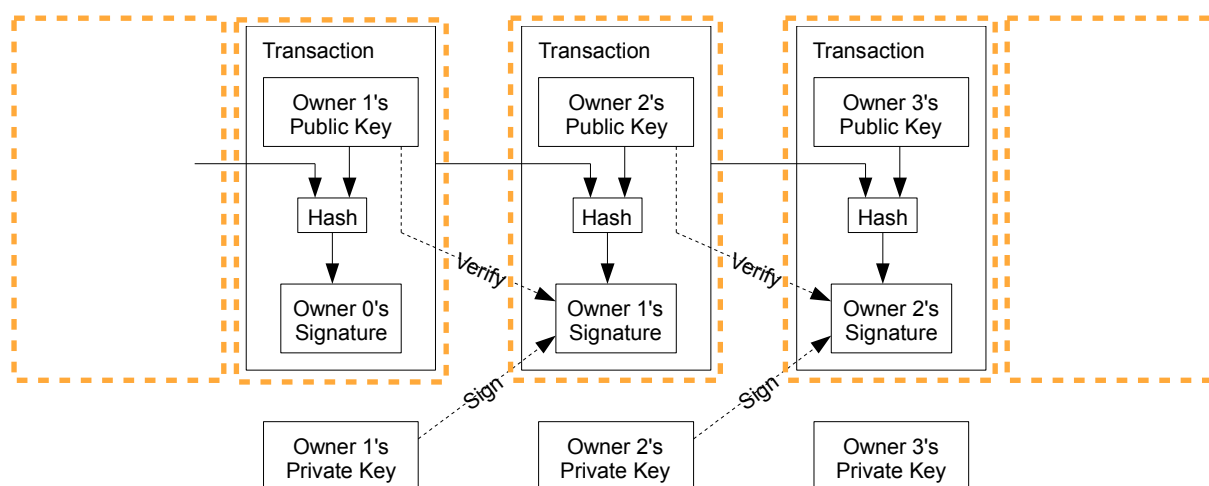 Transaction
Transaction
Transaction
Owner 1's
Public Key
Owner 2's
Public Key
Owner 3's
Public Key
Hash
Hash
Hash
Verify
Verify
Owner 0's
Signature
Owner 1's
Signature
Owner 2's
Signature
Sign
Sign
Owner 1's
Private Key
Owner 2's
Private Key
Owner 3's
Private Key